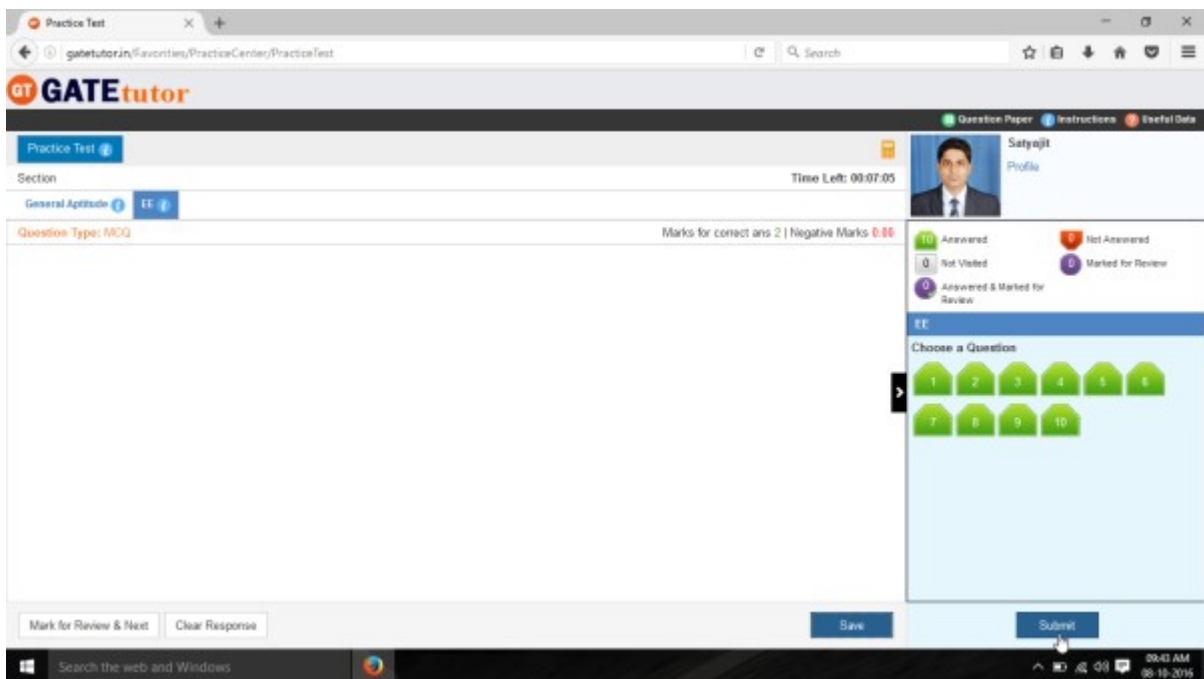 Practice Test
gatetutor.in/Favorities/PracticeCenter/PracticeTest
Search
GT GATEtutor
Question Paper Instructions Useful Data
Practice Test
Section
Time Left: 00:07:05
General Aptitude EE
Question Type: MCQ
Marks for correct ans 2 | Negative Marks 0.00
Satyajit
Profile
10 Answered
0 Not Answered
0 Not Visited
0 Marked for Review
0 Answered & Marked for
Review
EE
Choose a Question
1 2 3 4 5 6
7 8 9 10
Mark for Review & Next
Clear Response
Save
Submit
Search the web and Windows
09:43 AM
08-10-2016